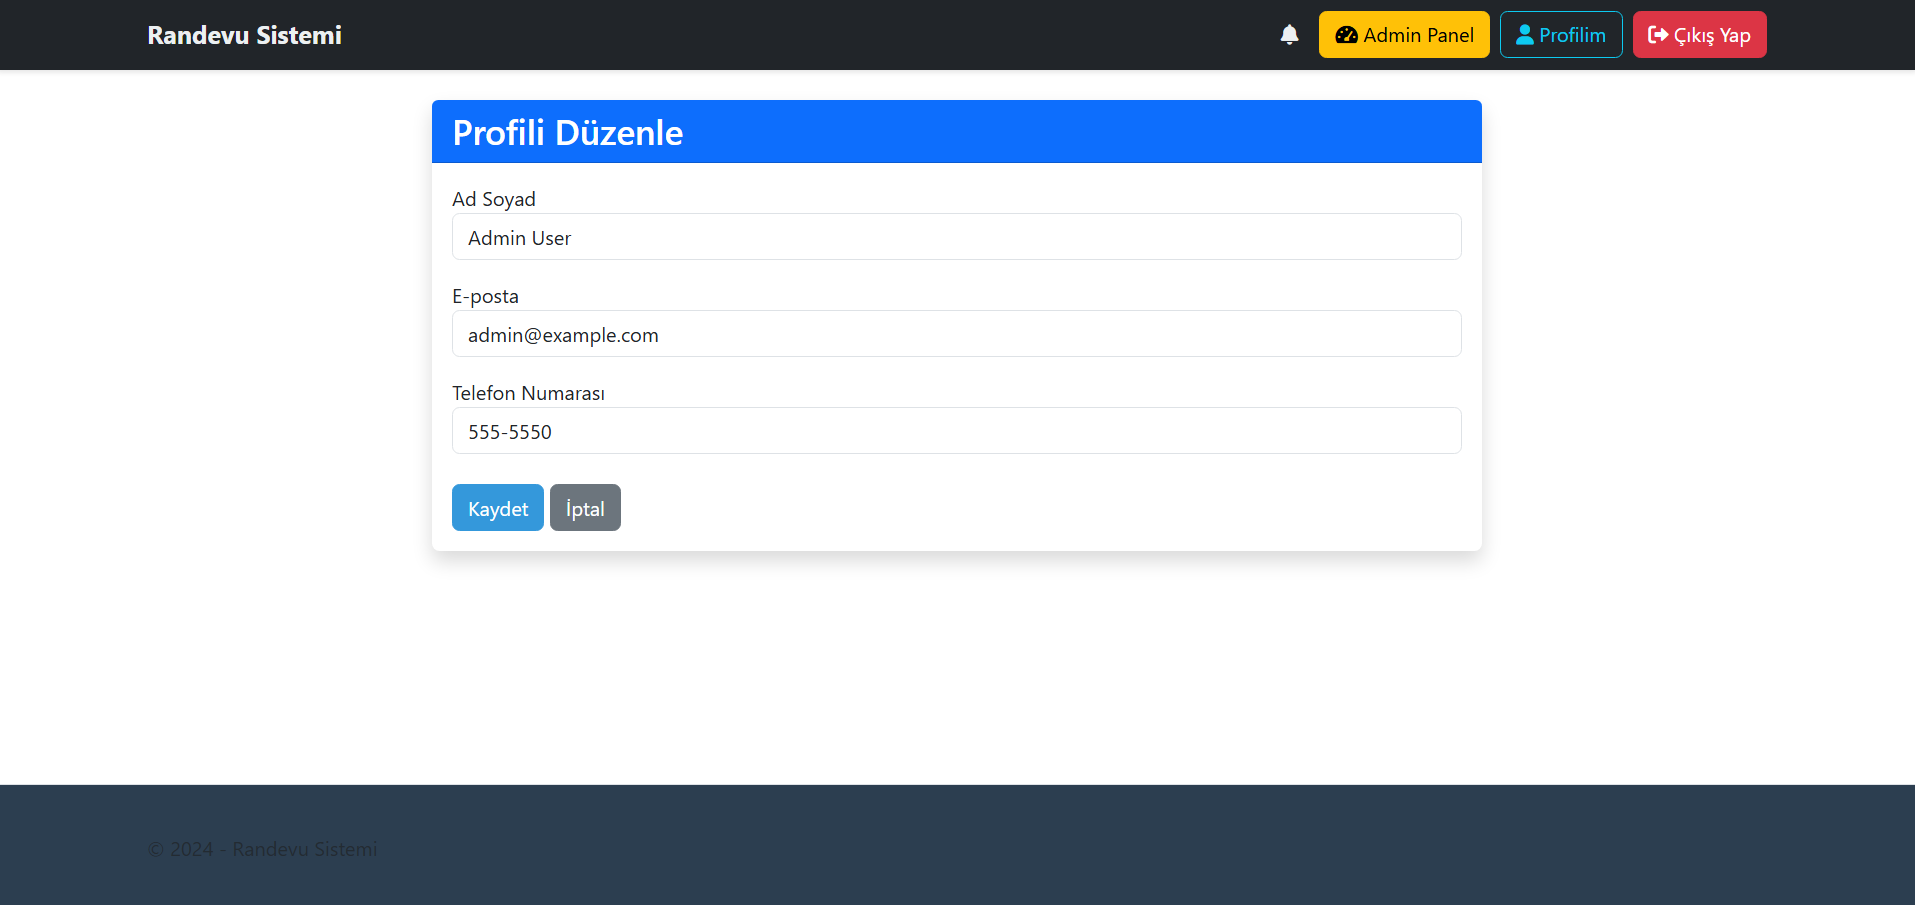 Randevu Sistemi
Admin Panel
Profilim
Çıkış Yap
Profili Düzenle
Ad Soyad
Admin User
E-posta
admin@example.com
Telefon Numarası
555-5550
Kaydet
İptal
© 2024 - Randevu Sistemi